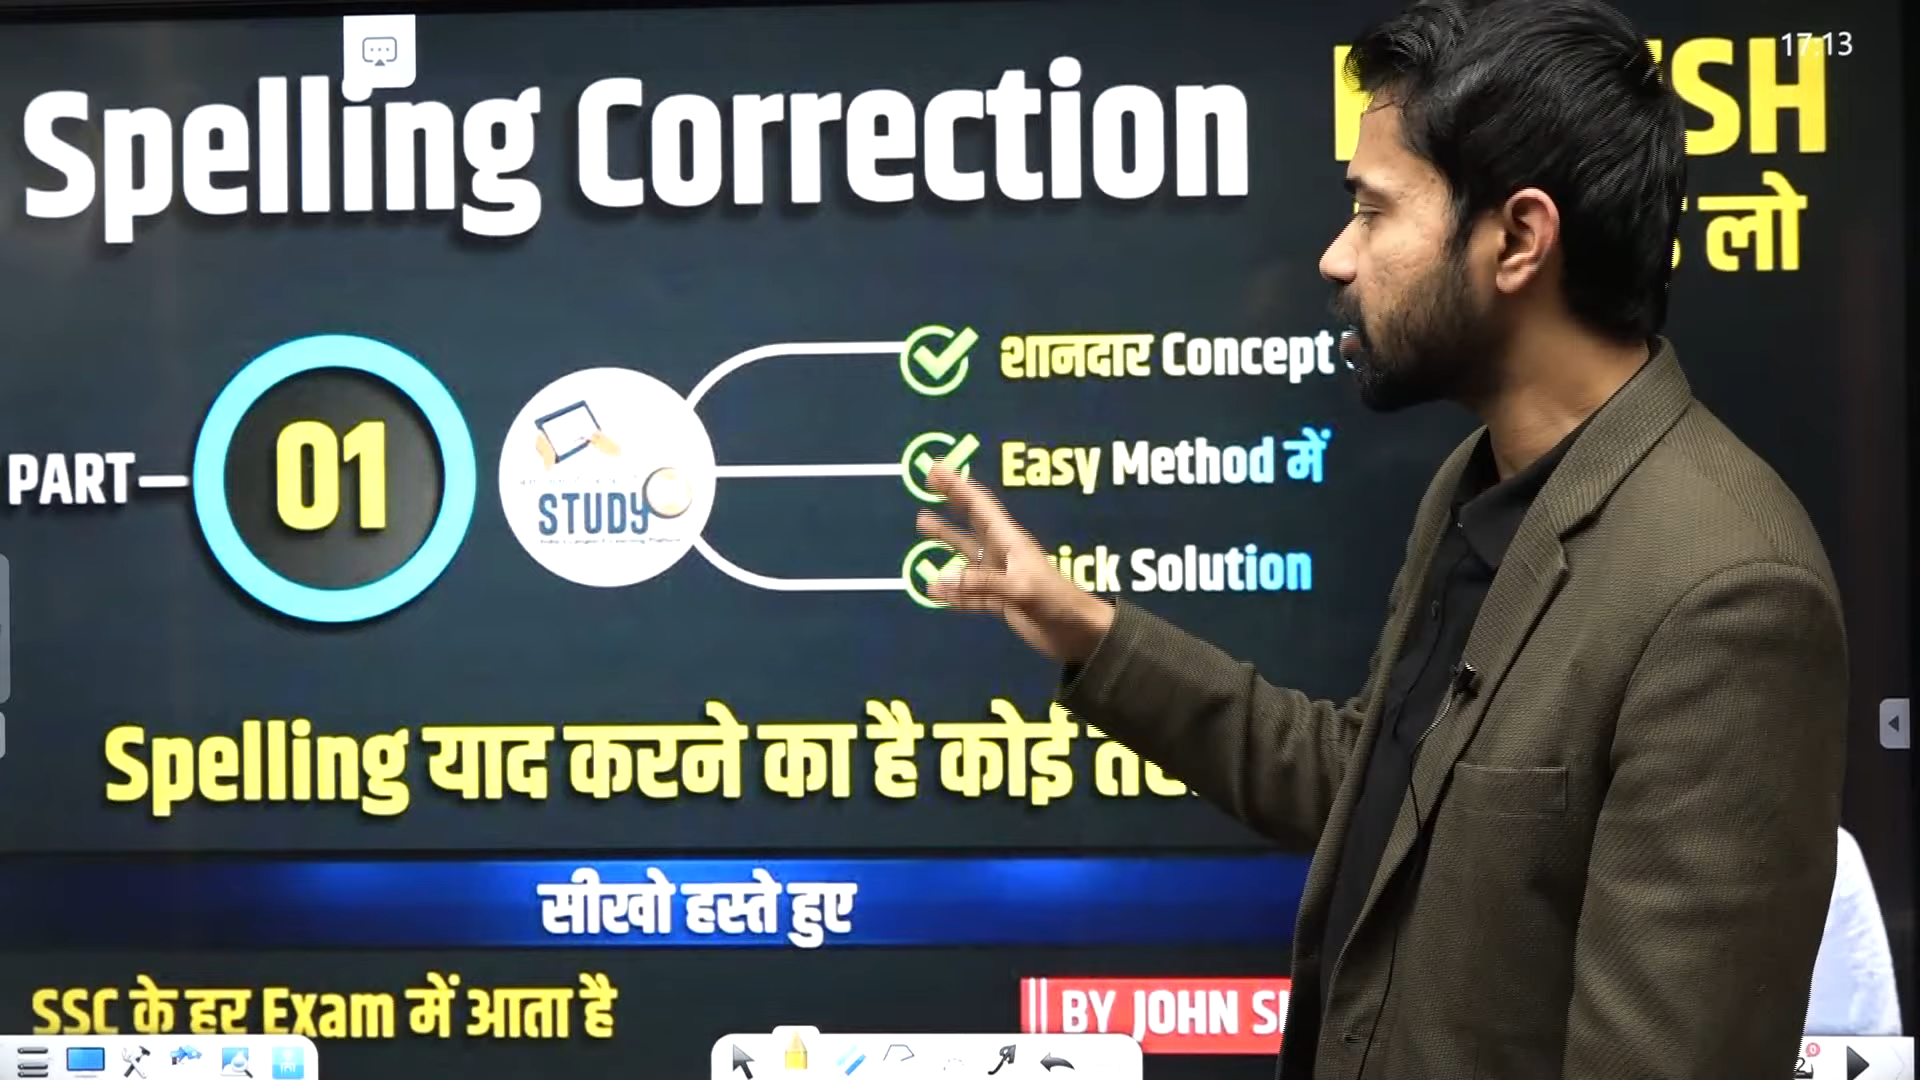 17:13
Spelling Correction
SH
लो
शानदार Concept
Easy Method में
PART
01
STUDY
Solution
Spelling याद करने का है कोई
सीखो हस्ते हुए
SSC के हर Exam में आता है
BY JOHN